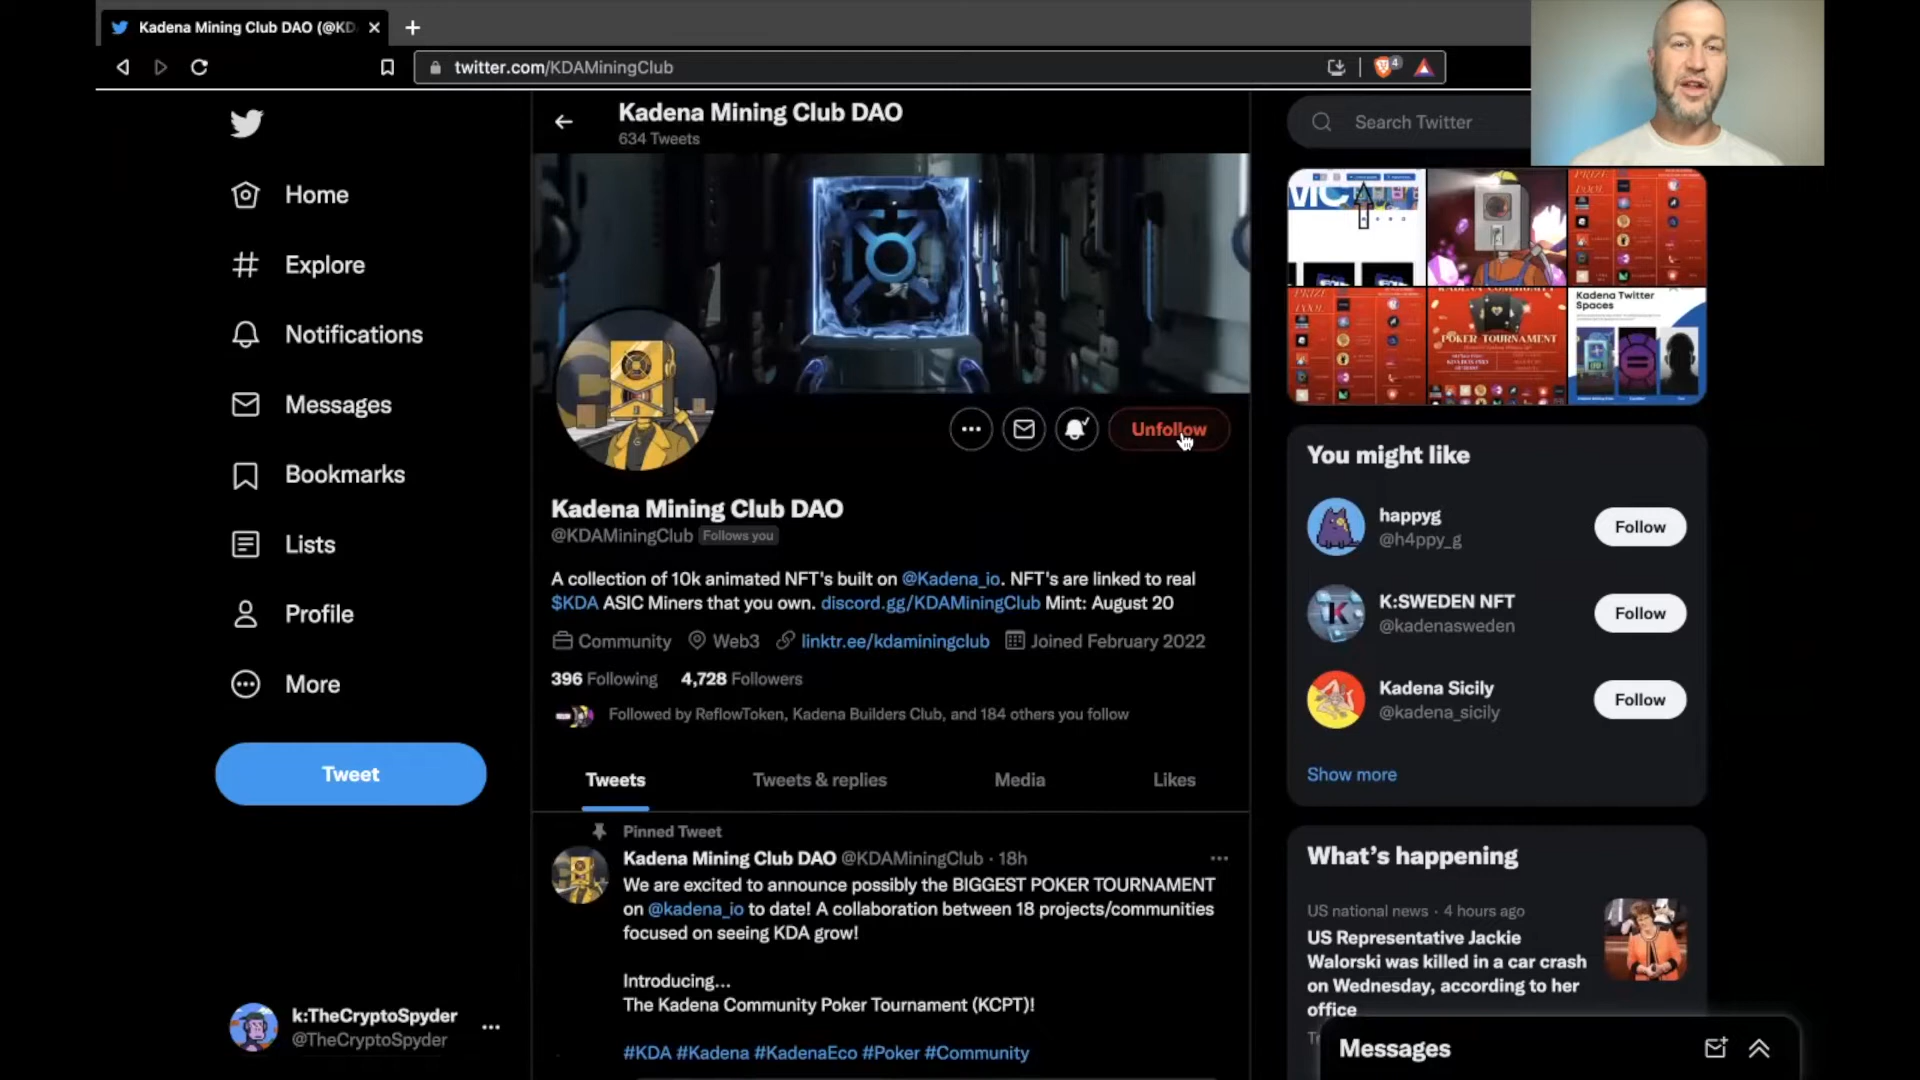 Kadena Mining Club DAO (@KD
twitter.com/KDAMiningClub
4
Kadena Mining Club DAO
634 Tweets
Search Twitter
Home
Explore
Notifications
Messages
Bookmarks
Lists
Profile
More
Tweet
k:TheCryptoSpyder
@TheCryptoSpyder
Unfollow
Kadena Mining Club DAO
@KDAMiningClub Follows you
A collection of 10k animated NFT's built on @Kadena_io. NFT's are linked to real
$KDA ASIC Miners that you own. discord.gg/KDAMiningClub Mint: August 20
Community Web3 linktr.ee/kdaminingclub Joined February 2022
396 Following 4,728 Followers
Followed by ReflowToken, Kadena Builders Club, and 184 others you follow
Tweets Tweets & replies Media Likes
Pinned Tweet
Kadena Mining Club DAO @KDAMiningClub · 18h
We are excited to announce possibly the BIGGEST POKER TOURNAMENT
on @kadena_io to date! A collaboration between 18 projects/communities
focused on seeing KDA grow!
Introducing...
The Kadena Community Poker Tournament (KCPT)!
#KDA #Kadena #KadenaEco #Poker #Community
PRIZE
POOL
KADENA COMMUNITY
POKER TOURNAMENT
Kadena Twitter
Spaces
You might like
happyg
@h4ppy_g
Follow
K:SWEDEN NFT
@kadenasweden
Follow
Kadena Sicily
@kadena_sicily
Follow
Show more
What's happening
US national news · 4 hours ago
US Representative Jackie
Walorski was killed in a car crash
on Wednesday, according to her
office
Messages